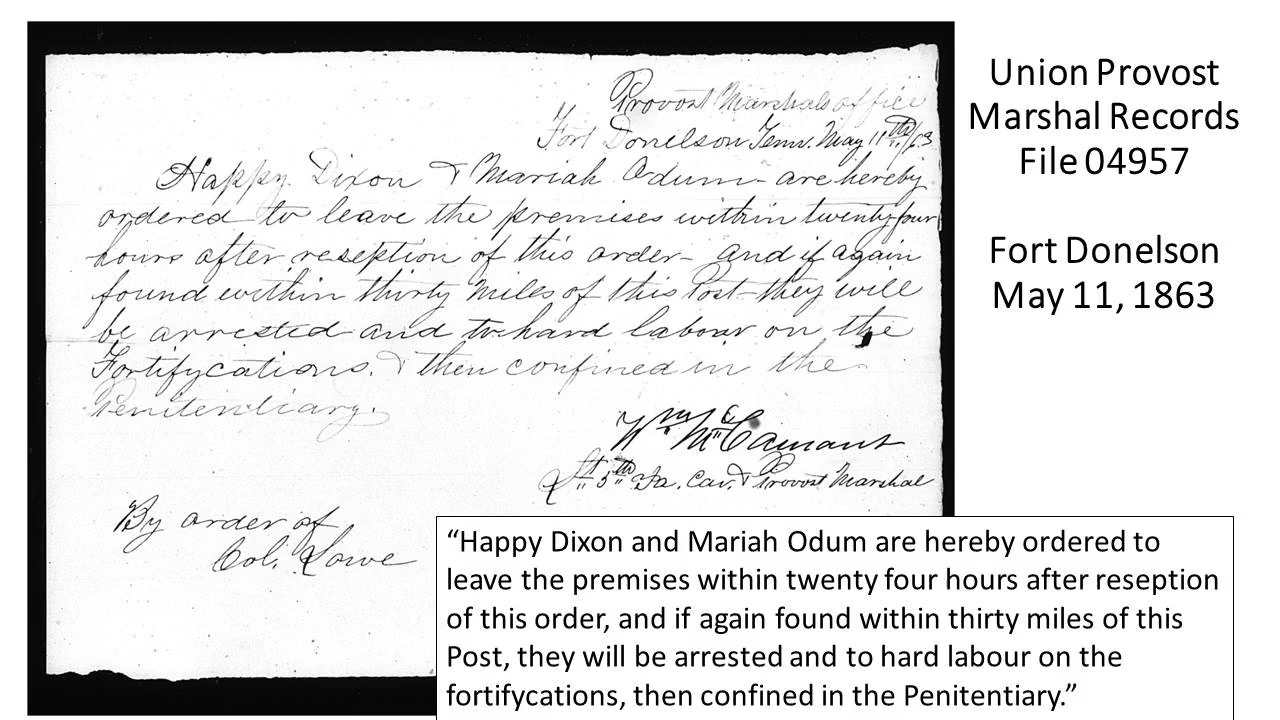 Provost Marshals office
Fort Donelson Tenn. May 11th /63
Happy Dixon & Mariah Odum - are hereby
ordered to leave the premises within twenty four
hours after reseption of this order - and if again
found within thirty miles of this Post - they will
be arrested and to hard labour on the
Fortifycations. & then confined in the
Penitentiary.
Wm McCamant
Lt 5th Ia. Cav. & Provost Marshal
By order of
Col. Lowe
Union Provost
Marshal Records
File 04957
Fort Donelson
May 11, 1863
“Happy Dixon and Mariah Odum are hereby ordered to
leave the premises within twenty four hours after reseption
of this order, and if again found within thirty miles of this
Post, they will be arrested and to hard labour on the
fortifycations, then confined in the Penitentiary.”